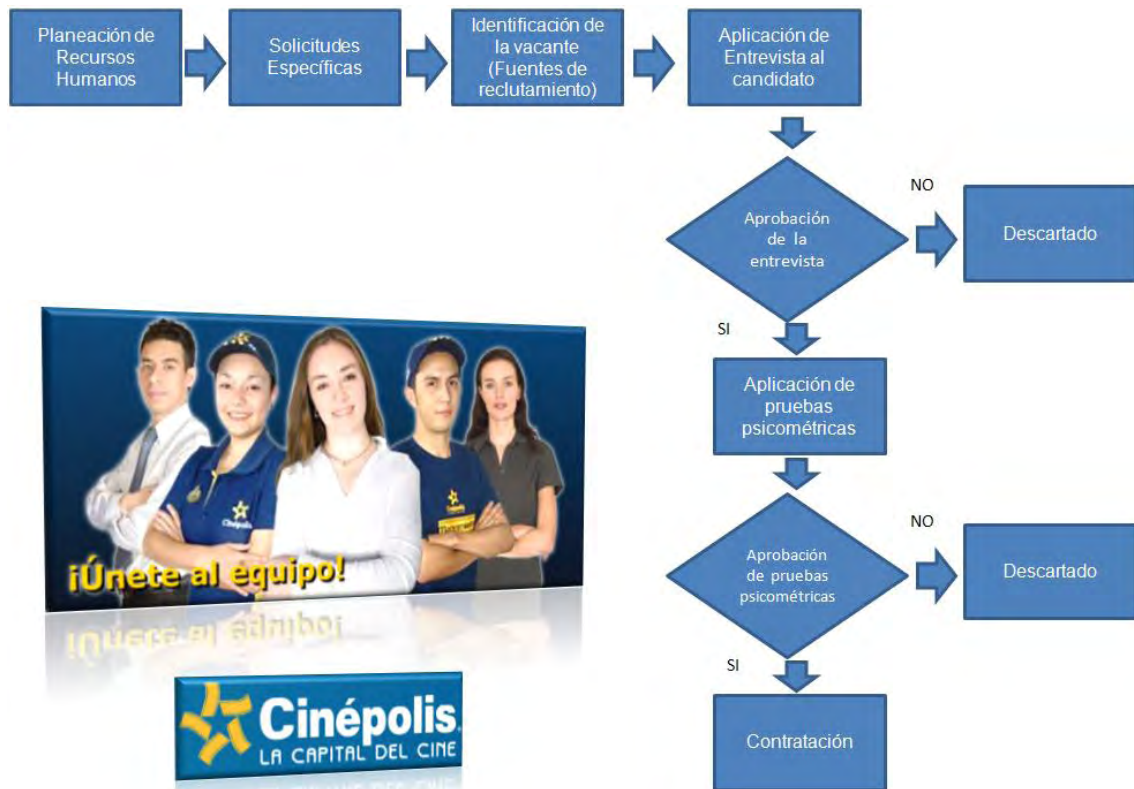 Planeación de
Recursos
Humanos
Solicitudes
Específicas
Identificación de
la vacante
(Fuentes de
reclutamiento)
Aplicación de
Entrevista al
candidato
Aprobación
de la
entrevista
NO
Descartado
SI
Aplicación de
pruebas
psicométricas
Aprobación
de pruebas
psicométricas
NO
Descartado
SI
Contratación
Cinépolis
¡Únete al equipo!
Cinépolis
LA CAPITAL DEL CINE